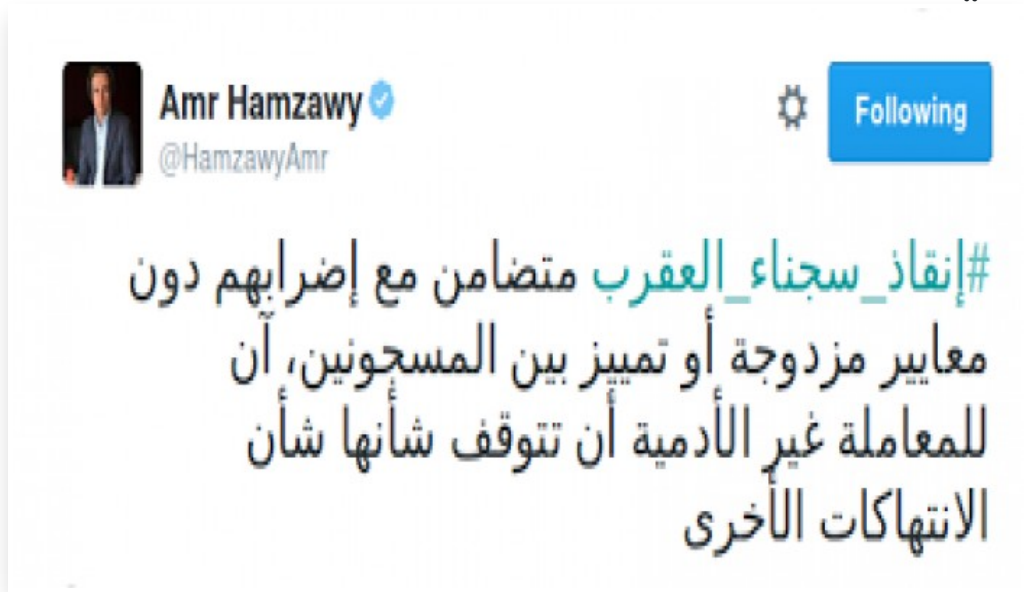 Amr Hamzawy
@HamzawyAmr
Following
#إنقاذ_سجناء_العقرب متضامن مع إضرابهم دون
معايير مزدوجة أو تمييز بين المسجونين، آن
للمعاملة غير الأدمية أن تتوقف شأنها شأن
الانتهاكات الأخرى